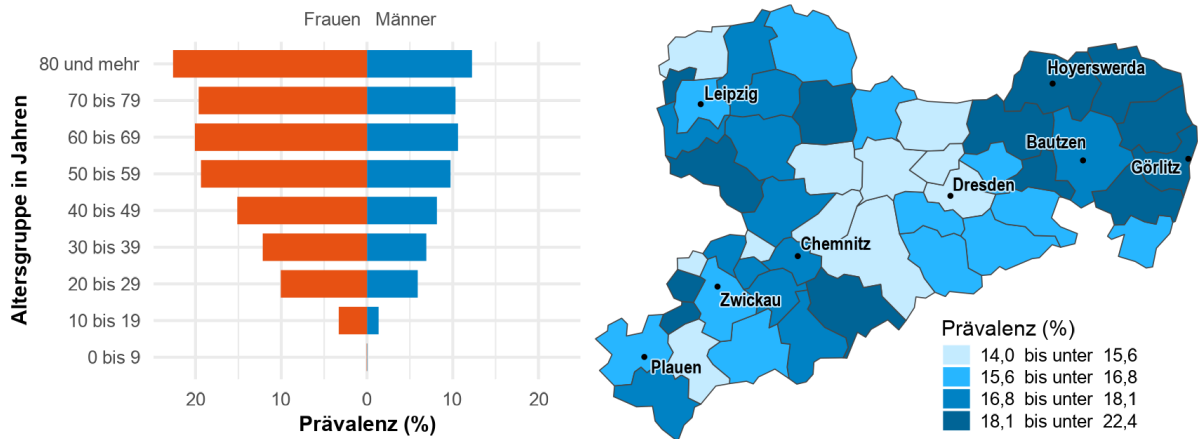 Frauen Männer
Altersgruppe in Jahren
80 und mehr
70 bis 79
60 bis 69
50 bis 59
40 bis 49
30 bis 39
20 bis 29
10 bis 19
0 bis 9
20 10 0 10 20
Prävalenz (%)
Hoyerswerda
Leipzig
Bautzen
Görlitz
Dresden
Chemnitz
Zwickau
Plauen
Prävalenz (%)
14,0 bis unter 15,6
15,6 bis unter 16,8
16,8 bis unter 18,1
18,1 bis unter 22,4